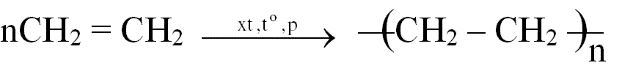 nCH₂ = CH₂ xt,t°,p ⟶ –(CH₂ – CH₂ )–n